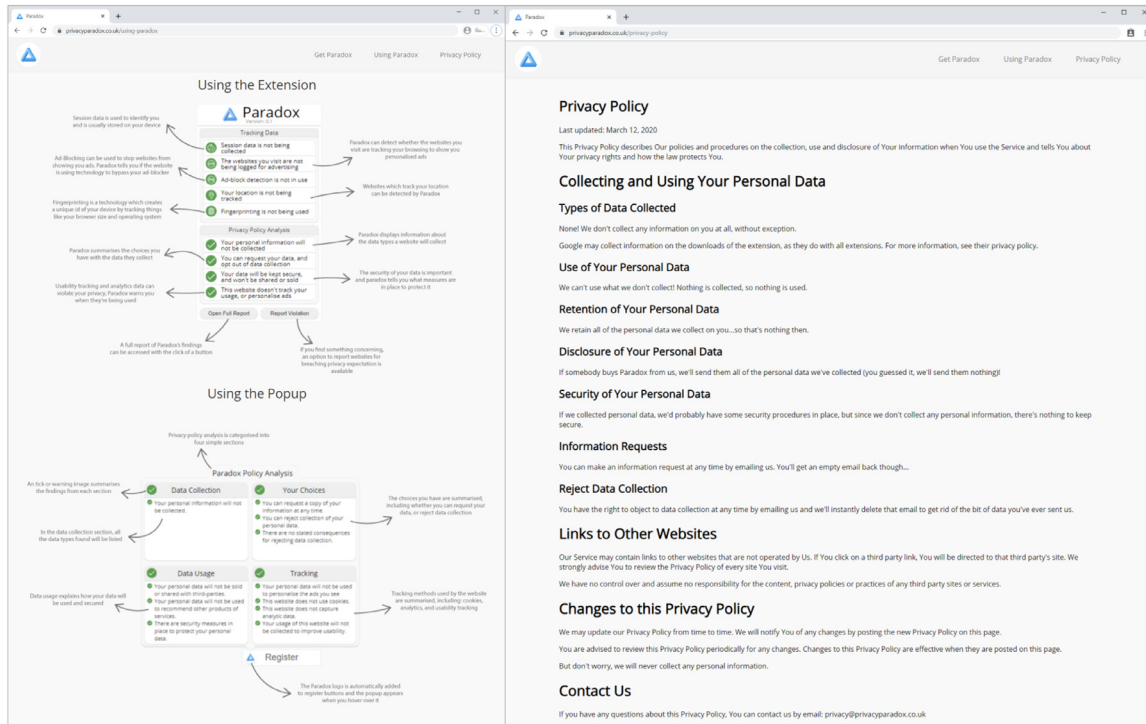 Paradox
privacyparadox.co.uk/using-paradox
Get Paradox Using Paradox Privacy Policy
Using the Extension
Paradox
Version: 0.1
Tracking Data
Session data is not being
collected
The websites you visit are not
being logged for advertising
Ad-block detection is not in use
Your location is not being
tracked
Fingerprinting is not being used
Privacy Policy Analysis
Your personal information will
not be collected
You can request your data, and
opt out of data collection
Your data will be kept secure,
and won't be shared or sold
This website doesn't track your
usage, or personalise ads
Open Full Report Report Violation
Session data is used to identify you
and is usually stored on your device
Ad-Blocking can be used to stop websites from
showing you ads. Paradox tells you if the website
is using technology to bypass your ad-blocker
Fingerprinting is a technology which creates
a unique id of your device by tracking things
like your browser size and operating system
Paradox summarises the choices you
have with the data they collect
Usability tracking and analytics data can
violate your privacy, Paradox warns you
when they're being used
A full report of Paradox's findings
can be accessed with the click of a button
Paradox can detect whether the websites you
visit are tracking your browsing to show you
personalised ads
Websites which track your location
can be detected by Paradox
Paradox displays information about
the data types a website will collect
The security of your data is important
and paradox tells you what measures are
in place to protect it
If you find something concerning,
an option to report websites for
breaching privacy expectation is
available
Using the Popup
Privacy policy analysis is categorised into
four simple sections
Paradox Policy Analysis
An tick or warning image summarises
the findings from each section
In the data collection section, all
the data types found will be listed
Data usage explains how your data will
be used and secured
Data Collection
Your personal information will not
be collected.
Your Choices
You can request a copy of your
information at any time.
You can reject collection of your
personal data.
There are no stated consequences
for rejecting data collection.
Data Usage
Your personal data will not be sold
or shared with third-parties.
Your personal data will not be used
to recommend other products of
services.
There are security measures in
place to protect your personal
data.
Tracking
Your personal data will not be used
to personalise the ads you see
This website does not use cookies.
This website does not capture
analytic data.
Your usage of this website will not
be collected to improve usability.
The choices you have are summarised,
including whether you can request your
data, or reject data collection
Tracking methods used by the website
are summarised, including: cookies,
analytics, and usability tracking
Register
The Paradox logo is automatically added
to register buttons and the popup appears
when you hover over it
Paradox
privacyparadox.co.uk/privacy-policy
Get Paradox Using Paradox Privacy Policy
Privacy Policy
Last updated: March 12, 2020
This Privacy Policy describes Our policies and procedures on the collection, use and disclosure of Your information when You use the Service and tells You about
Your privacy rights and how the law protects You.
Collecting and Using Your Personal Data
Types of Data Collected
None! We don't collect any information on you at all, without exception.
Google may collect information on the downloads of the extension, as they do with all extensions. For more information, see their privacy policy.
Use of Your Personal Data
We can't use what we don't collect! Nothing is collected, so nothing is used.
Retention of Your Personal Data
We retain all of the personal data we collect on you...so that's nothing then.
Disclosure of Your Personal Data
If somebody buys Paradox from us, we'll send them all of the personal data we've collected (you guessed it, we'll send them nothing)!
Security of Your Personal Data
If we collected personal data, we'd probably have some security procedures in place, but since we don't collect any personal information, there's nothing to keep
secure.
Information Requests
You can make an information request at any time by emailing us. You'll get an empty email back though...
Reject Data Collection
You have the right to object to data collection at any time by emailing us and we'll instantly delete that email to get rid of the bit of data you've ever sent us.
Links to Other Websites
Our Service may contain links to other websites that are not operated by Us. If You click on a third party link, You will be directed to that third party's site. We
strongly advise You to review the Privacy Policy of every site You visit.
We have no control over and assume no responsibility for the content, privacy policies or practices of any third party sites or services.
Changes to this Privacy Policy
We may update our Privacy Policy from time to time. We will notify You of any changes by posting the new Privacy Policy on this page.
You are advised to review this Privacy Policy periodically for any changes. Changes to this Privacy Policy are effective when they are posted on this page.
But don't worry, we will never collect any personal information.
Contact Us
If you have any questions about this Privacy Policy, You can contact us by email: privacy@privacyparadox.co.uk